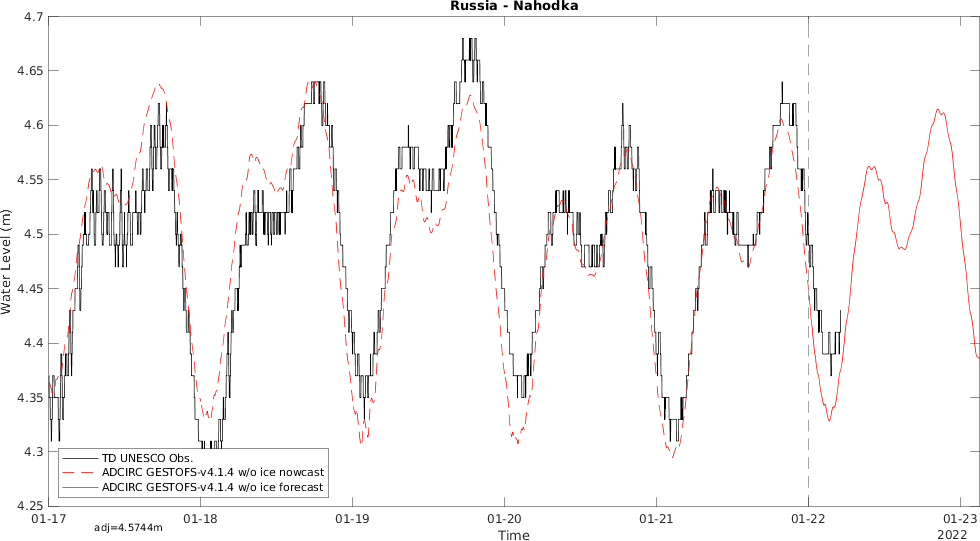 Russia - Nahodka
Water Level (m)
4.7
4.65
4.6
4.55
4.5
4.45
4.4
4.35
4.3
4.25
TD UNESCO Obs.
ADCIRC GESTOFS-v4.1.4 w/o ice nowcast
ADCIRC GESTOFS-v4.1.4 w/o ice forecast
01-17 01-18 01-19 01-20 01-21 01-22 01-23
adj=4.5744m
Time
2022